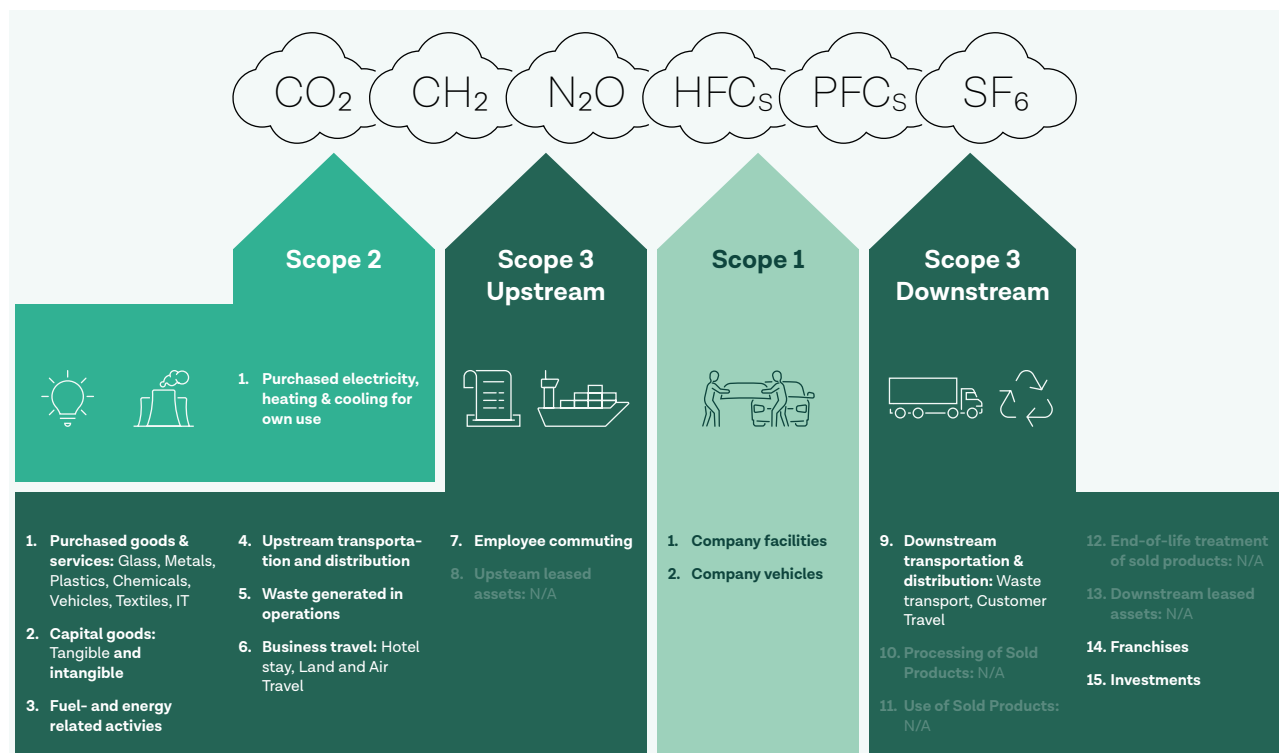 CO₂
CH₂
N₂O
HFCₛ
PFCₛ
SF₆
Scope 2
1. Purchased electricity,
heating & cooling for
own use
Scope 3
Upstream
1. Purchased goods &
services: Glass, Metals,
Plastics, Chemicals,
Vehicles, Textiles, IT
2. Capital goods:
Tangible and
intangible
3. Fuel- and energy
related activies
4. Upstream transporta-
tion and distribution
5. Waste generated in
operations
6. Business travel: Hotel
stay, Land and Air
Travel
7. Employee commuting
8. Upsteam leased
assets: N/A
Scope 1
1. Company facilities
2. Company vehicles
Scope 3
Downstream
9. Downstream
transportation &
distribution: Waste
transport, Customer
Travel
10. Processing of Sold
Products: N/A
11. Use of Sold Products:
N/A
12. End-of-life treatment
of sold products: N/A
13. Downstream leased
assets: N/A
14. Franchises
15. Investments